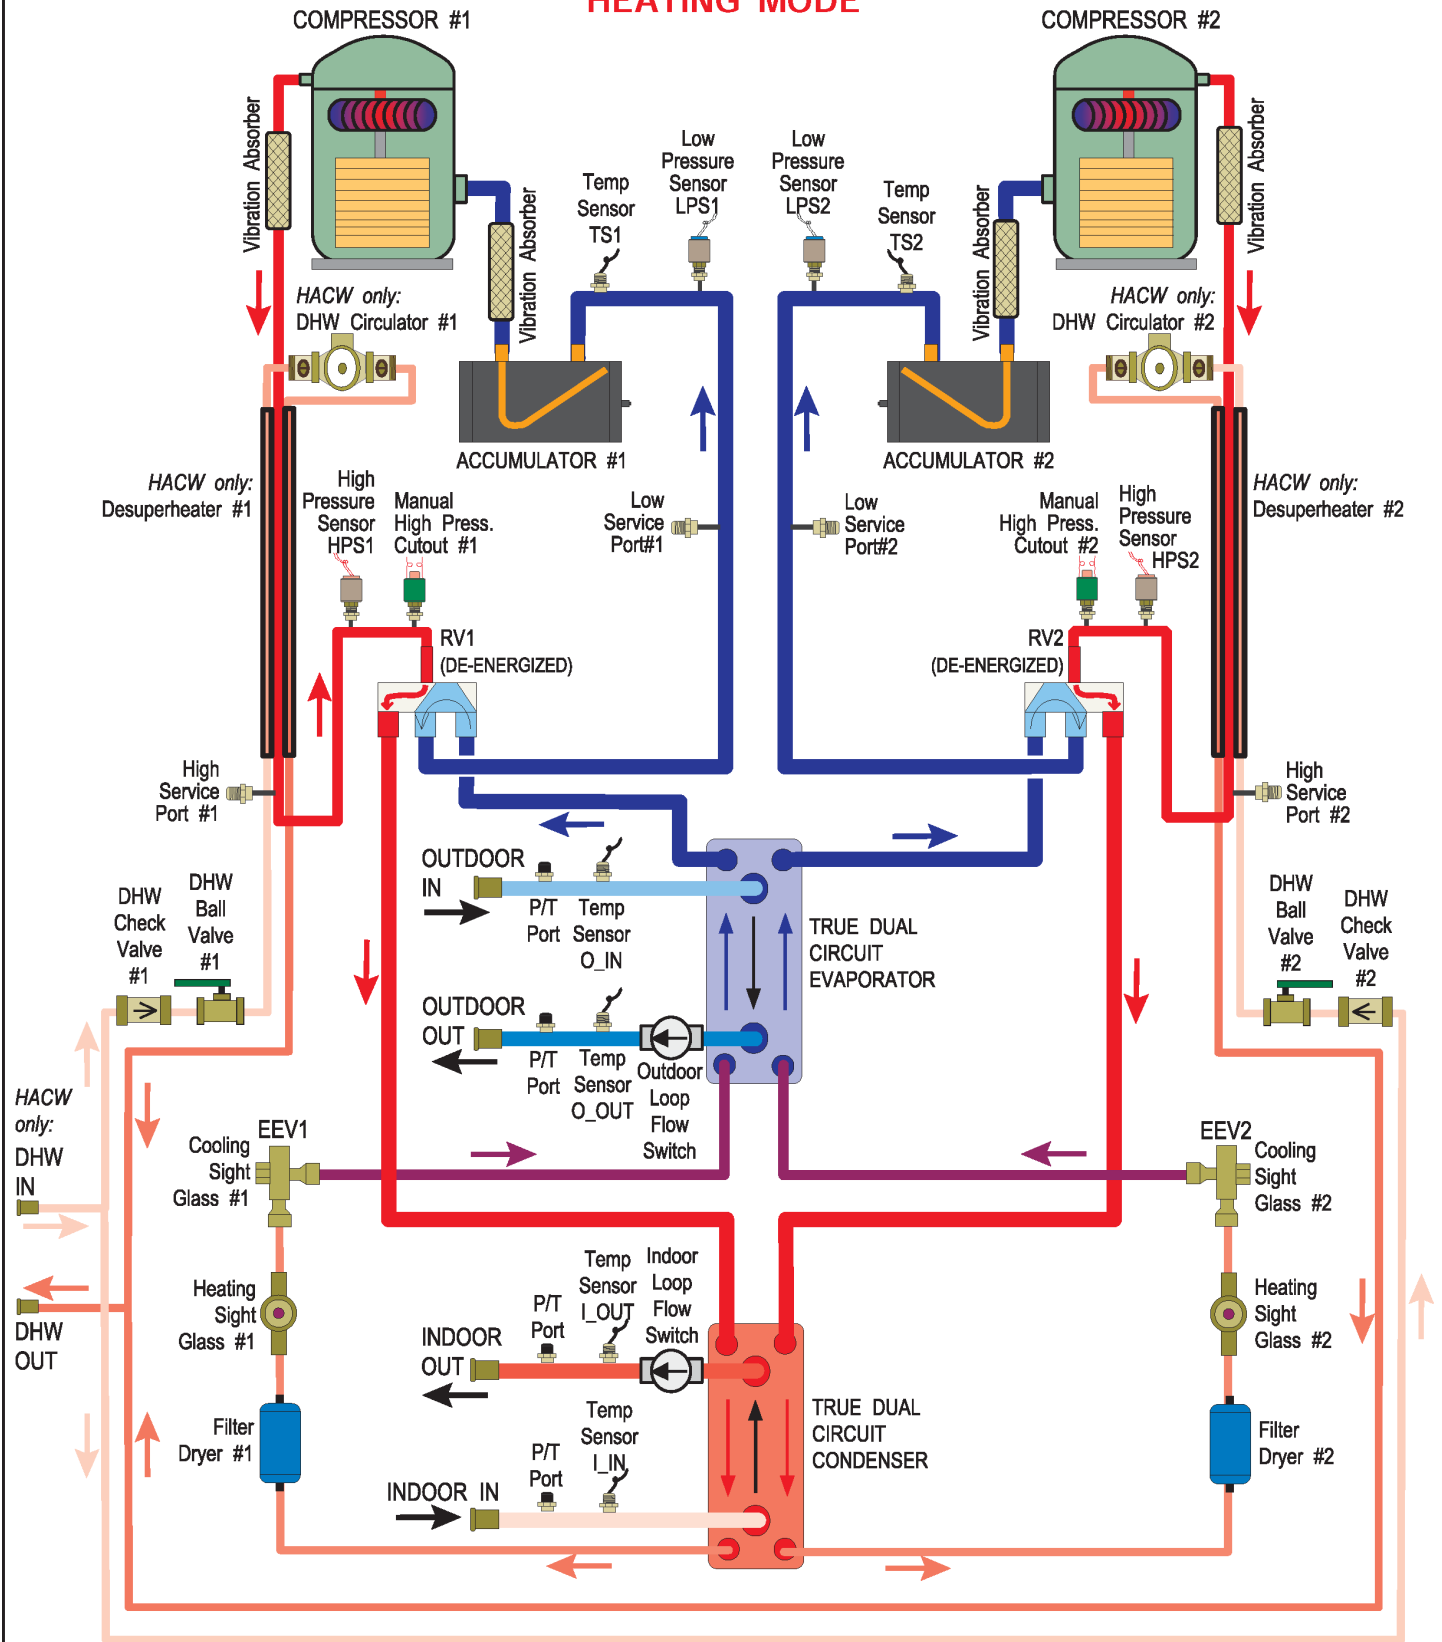 HEATING MODE
COMPRESSOR #1
COMPRESSOR #2
Vibration Absorber
Vibration Absorber
Temp
Sensor
TS1
Low
Pressure
Sensor
LPS1
Low
Pressure
Sensor
LPS2
Temp
Sensor
TS2
Vibration Absorber
Vibration Absorber
HACW only:
DHW Circulator #1
HACW only:
DHW Circulator #2
ACCUMULATOR #1
ACCUMULATOR #2
HACW only:
Desuperheater #1
High
Pressure
Sensor
HPS1
Manual
High Press.
Cutout #1
Low
Service
Port#1
Low
Service
Port#2
Manual
High Press.
Cutout #2
High
Pressure
Sensor
HPS2
HACW only:
Desuperheater #2
RV1
(DE-ENERGIZED)
RV2
(DE-ENERGIZED)
High
Service
Port #1
High
Service
Port #2
OUTDOOR
IN
P/T
Port
Temp
Sensor
O_IN
TRUE DUAL
CIRCUIT
EVAPORATOR
DHW
Check
Valve
#1
DHW
Ball
Valve
#1
DHW
Ball
Valve
#2
DHW
Check
Valve
#2
OUTDOOR
OUT
P/T
Port
Temp
Sensor
O_OUT
Outdoor
Loop
Flow
Switch
HACW
only:
DHW
IN
EEV1
Cooling
Sight
Glass #1
EEV2
Cooling
Sight
Glass #2
Heating
Sight
Glass #1
Heating
Sight
Glass #2
DHW
OUT
INDOOR
OUT
P/T
Port
Temp
Sensor
I_OUT
Indoor
Loop
Flow
Switch
TRUE DUAL
CIRCUIT
CONDENSER
Filter
Dryer #1
Filter
Dryer #2
INDOOR IN
P/T
Port
Temp
Sensor
I_IN